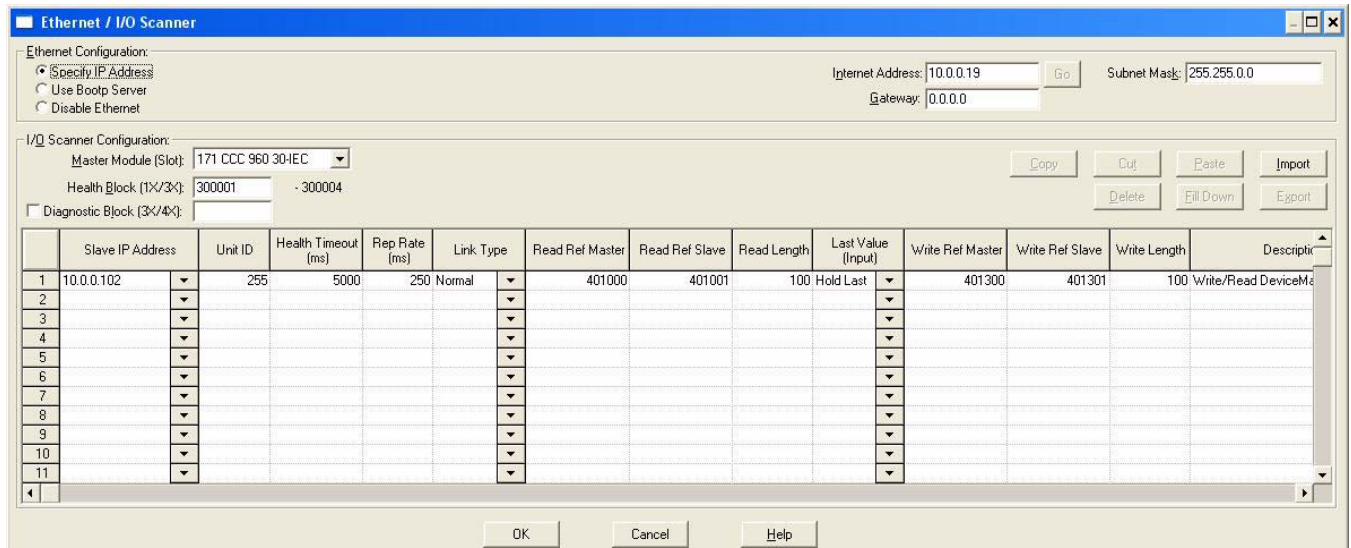 Ethernet / I/O Scanner
Ethernet Configuration:
Specify IP Address
Use Bootp Server
Disable Ethernet
Internet Address: 10.0.0.19 Go Subnet Mask: 255.255.0.0
Gateway: 0.0.0.0
I/O Scanner Configuration:
Master Module (Slot): 171 CCC 960 30-IEC
Copy Cut Paste Import
Health Block (1X/3X): 300001 - 300004
Delete Fill Down Export
Diagnostic Block (3X/4X):
Slave IP Address Unit ID Health Timeout (ms) Rep Rate (ms) Link Type Read Ref Master Read Ref Slave Read Length Last Value (Input) Write Ref Master Write Ref Slave Write Length Descriptic
1 10.0.0.102 255 5000 250 Normal 401000 401001 100 Hold Last 401300 401301 100 Write/Read DeviceMa
2
3
4
5
6
7
8
9
10
11
OK Cancel Help